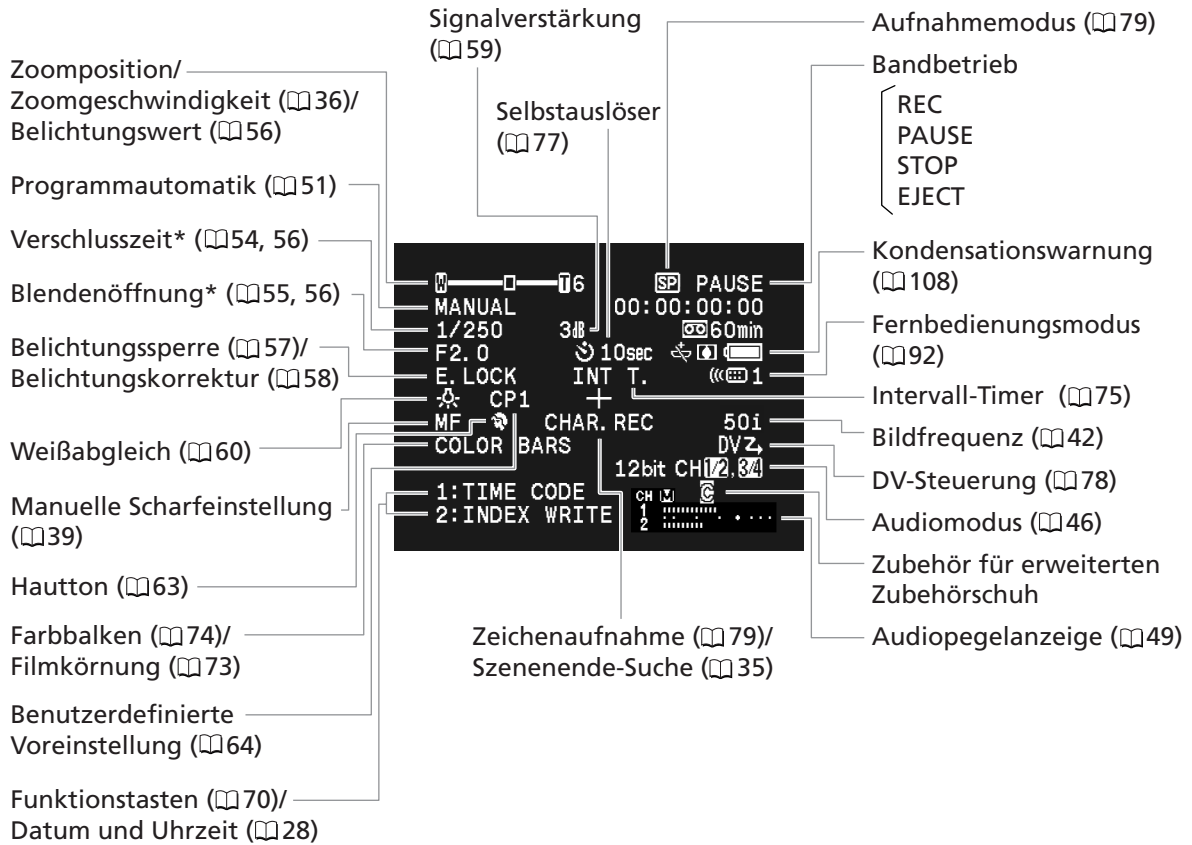 Signalverstärkung
(59)
Selbstauslöser
(77)
Zoomposition/
Zoomgeschwindigkeit (36)/
Belichtungswert (56)
Programmautomatik (51)
Verschlusszeit* (54, 56)
Blendenöffnung* (55, 56)
Belichtungssperre (57)/
Belichtungskorrektur (58)
Weißabgleich (60)
Manuelle Scharfeinstellung
(39)
Hautton (63)
Farbbalken (74)/
Filmkörnung (73)
Benutzerdefinierte
Voreinstellung (64)
Funktionstasten (70)/
Datum und Uhrzeit (28)
W T 6 SP PAUSE
MANUAL 00:00:00:00
1/250 3dB 60min
F2.0 10sec
E.LOCK INT T. 1
CP1
MF CHAR.REC 50i
COLOR BARS DV
12bit CH1/2,3/4
1:TIME CODE CH M C
2:INDEX WRITE 1
2
Zeichenaufnahme (79)/
Szenenende-Suche (35)
Aufnahmemodus (79)
Bandbetrieb
REC
PAUSE
STOP
EJECT
Kondensationswarnung
(108)
Fernbedienungsmodus
(92)
Intervall-Timer (75)
Bildfrequenz (42)
DV-Steuerung (78)
Audiomodus (46)
Zubehör für erweiterten
Zubehörschuh
Audiopegelanzeige (49)